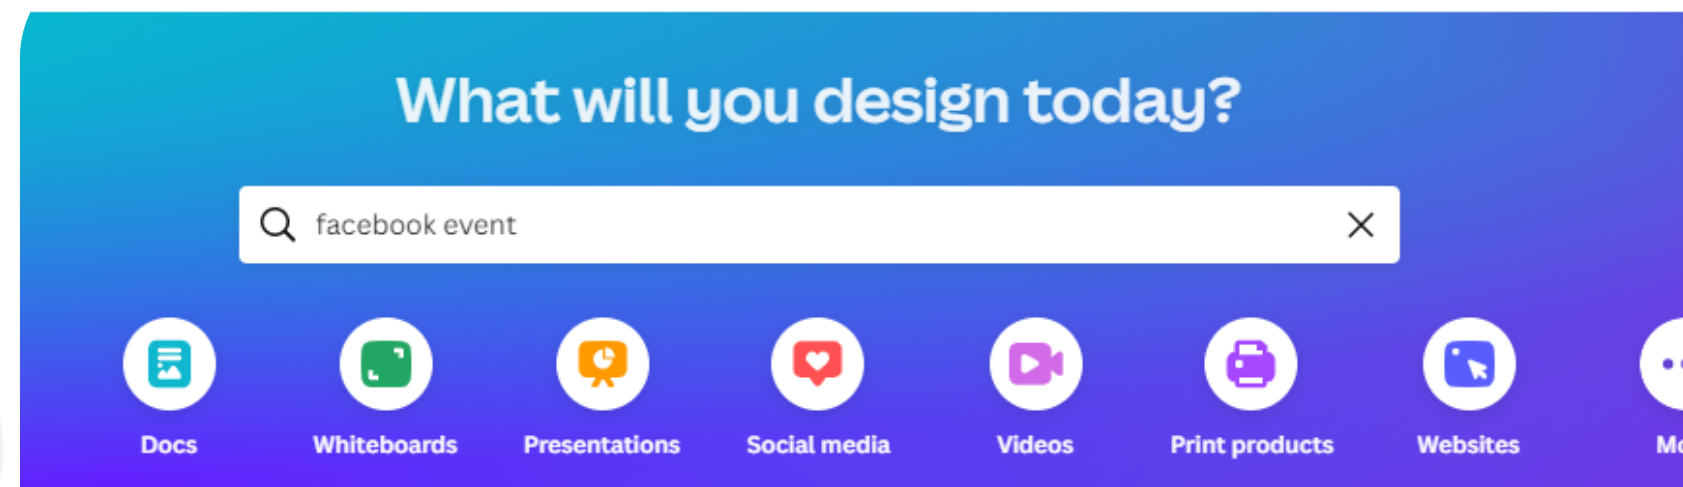 What will you design today?
facebook event
Docs
Whiteboards
Presentations
Social media
Videos
Print products
Websites